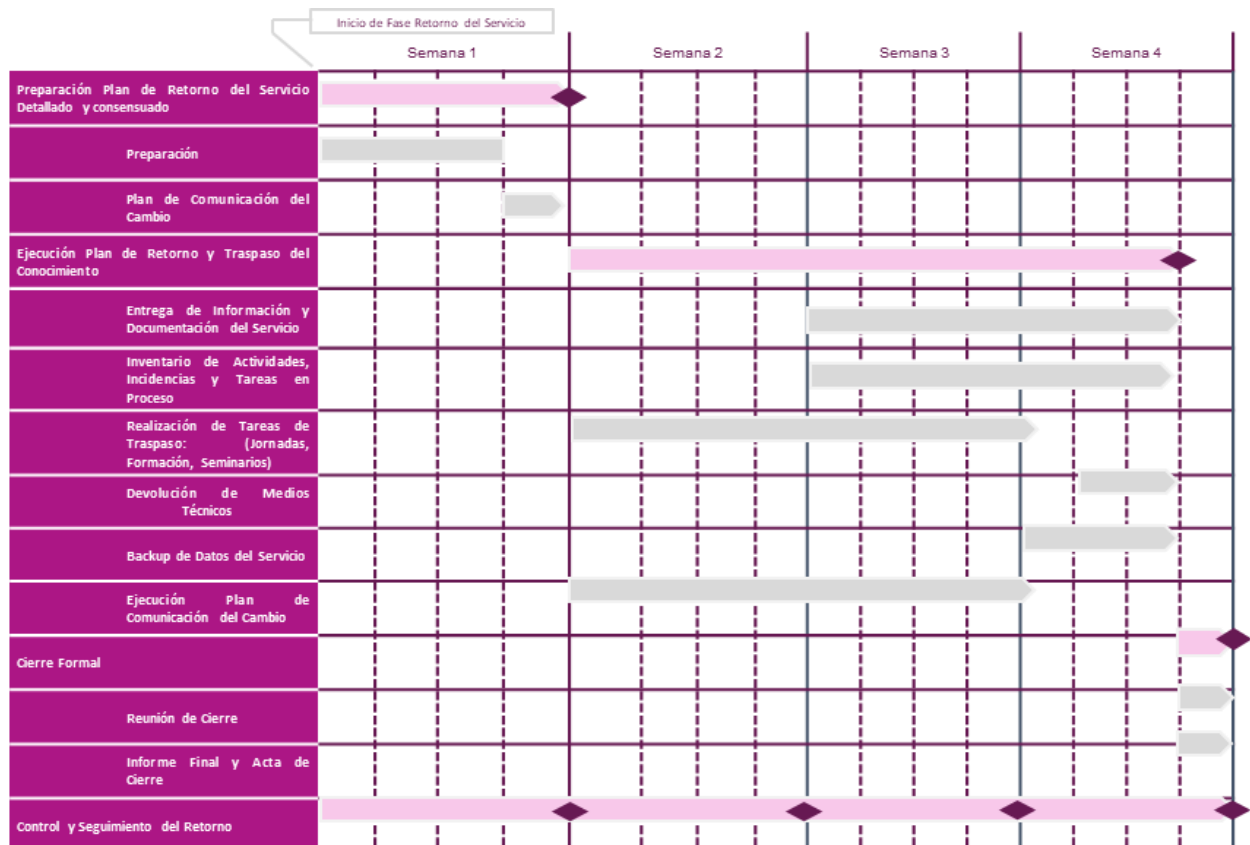 Inicio de Fase Retorno del Servicio
Semana 1
Semana 2
Semana 3
Semana 4
Preparación Plan de Retorno del Servicio
Detallado y consensuado
Preparación
Plan de Comunicación del
Cambio
Ejecución Plan de Retorno y Traspaso del
Conocimiento
Entrega de Información y
Documentación del Servicio
Inventario de Actividades,
Incidencias y Tareas en
Proceso
Realización de Tareas de
Traspaso: (Jornadas,
Formación, Seminarios)
Devolución de Medios
Técnicos
Backup de Datos del Servicio
Ejecución Plan de
Comunicación del Cambio
Cierre Formal
Reunión de Cierre
Informe Final y Acta de
Cierre
Control y Seguimiento del Retorno